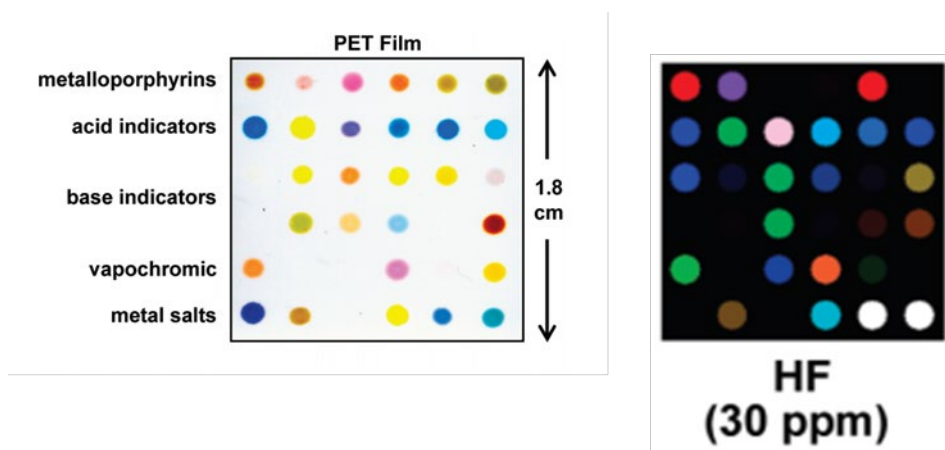 PET Film
metalloporphyrins
acid indicators
base indicators
vapochromic
metal salts
1.8
cm
HF
(30 ppm)